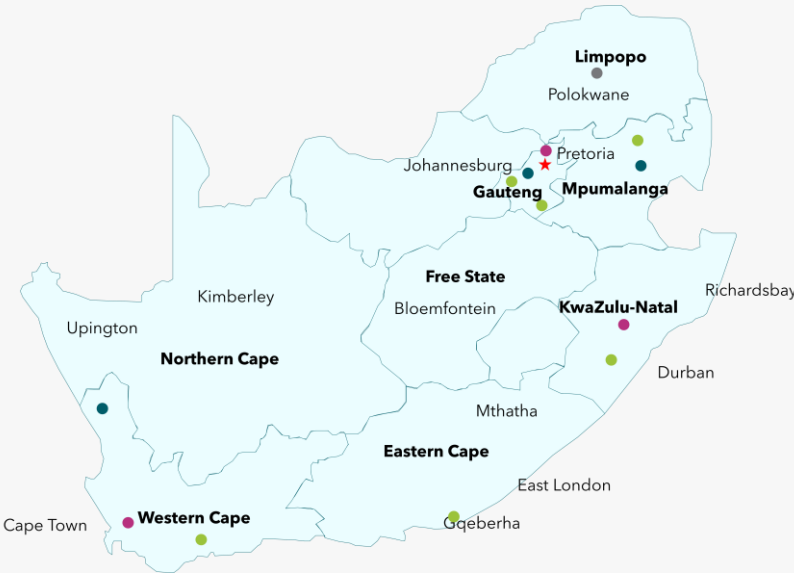 Limpopo
Polokwane
Pretoria
Johannesburg
Gauteng
Mpumalanga
Free State
Richardsbay
Kimberley
Bloemfontein
KwaZulu-Natal
Upington
Northern Cape
Durban
Mthatha
Eastern Cape
East London
Western Cape
Cape Town
Gqeberha